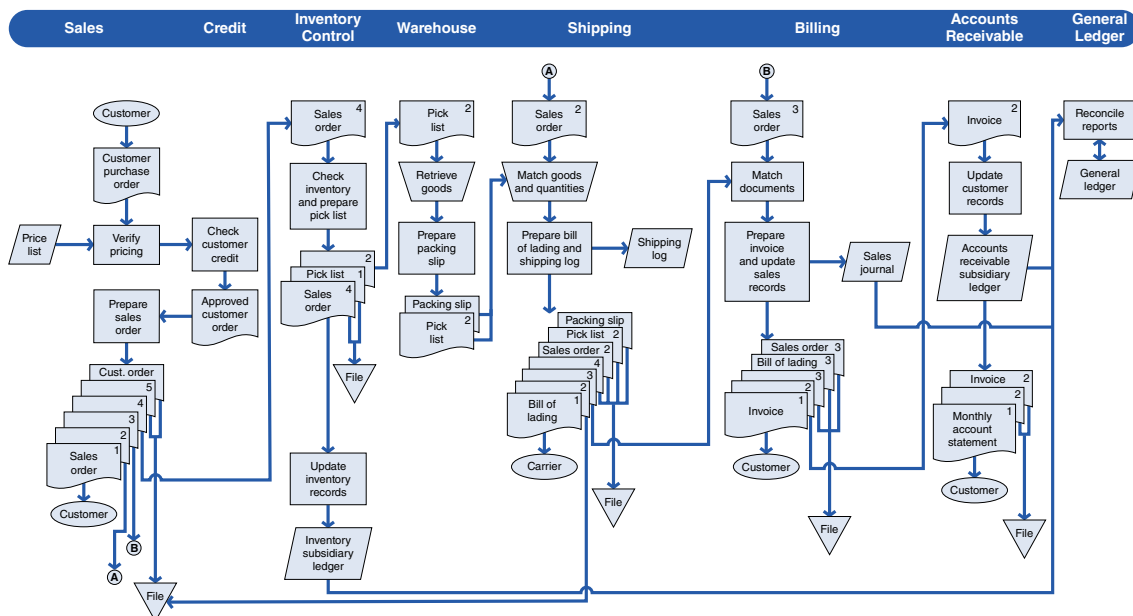 Sales
Credit
Inventory
Control
Warehouse
Shipping
Billing
Accounts
Receivable
General
Ledger
Customer
Customer
purchase
order
Price
list
Verify
pricing
Check
customer
credit
Prepare
sales
order
Approved
customer
order
Cust. order
5
4
3
2
1
Sales
order
Customer
A
B
File
4
Sales
order
Check
inventory
and prepare
pick list
2
Pick list
1
4
Sales
order
File
Update
inventory
records
Inventory
subsidiary
ledger
2
Pick
list
Retrieve
goods
Prepare
packing
slip
Packing slip
2
Pick
list
A
2
Sales
order
Match goods
and quantities
Prepare bill
of lading and
shipping log
Shipping
log
Packing slip
Pick list 2
Sales order 2
4
3
2
1
Bill of
lading
Carrier
File
B
Sales
order
3
Match
documents
Prepare
invoice
and update
sales
records
Sales
journal
Sales order 3
Bill of lading 3
3
2
1
Invoice
Customer
File
2
Invoice
Update
customer
records
Accounts
receivable
subsidiary
ledger
Invoice 2
2
1
Monthly
account
statement
Customer
File
Reconcile
reports
General
ledger